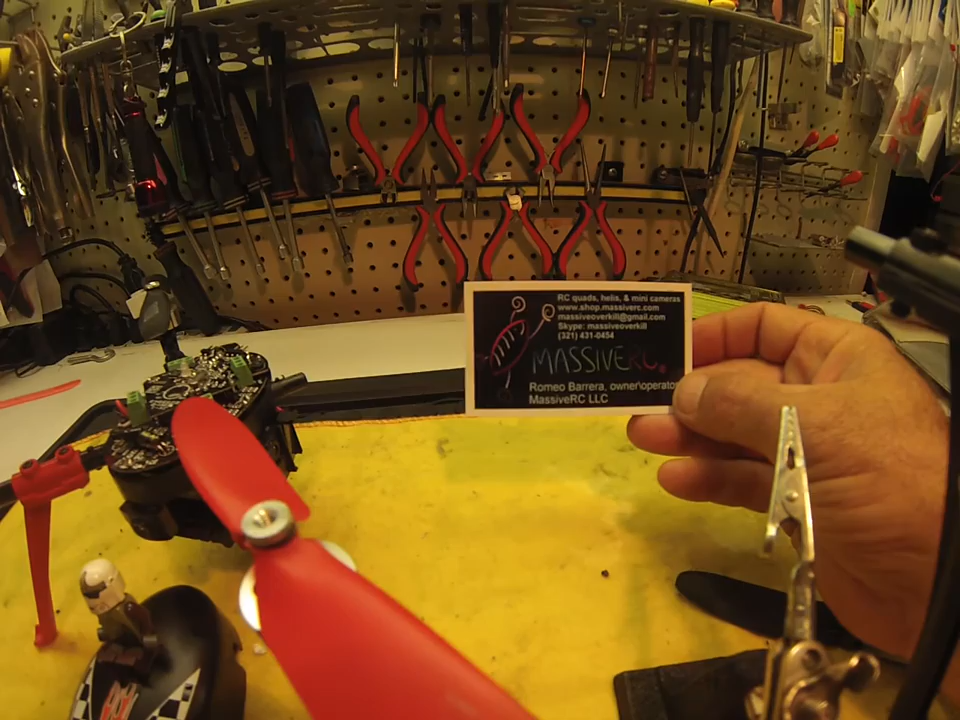 RC quads, helis, & mini cameras
www.shop.massiverc.com
massiveoverkill@gmail.com
Skype: massiveoverkill
(321) 431-0454
MASSIVERC
Romeo Barrera, owner\operator
MassiveRC LLC